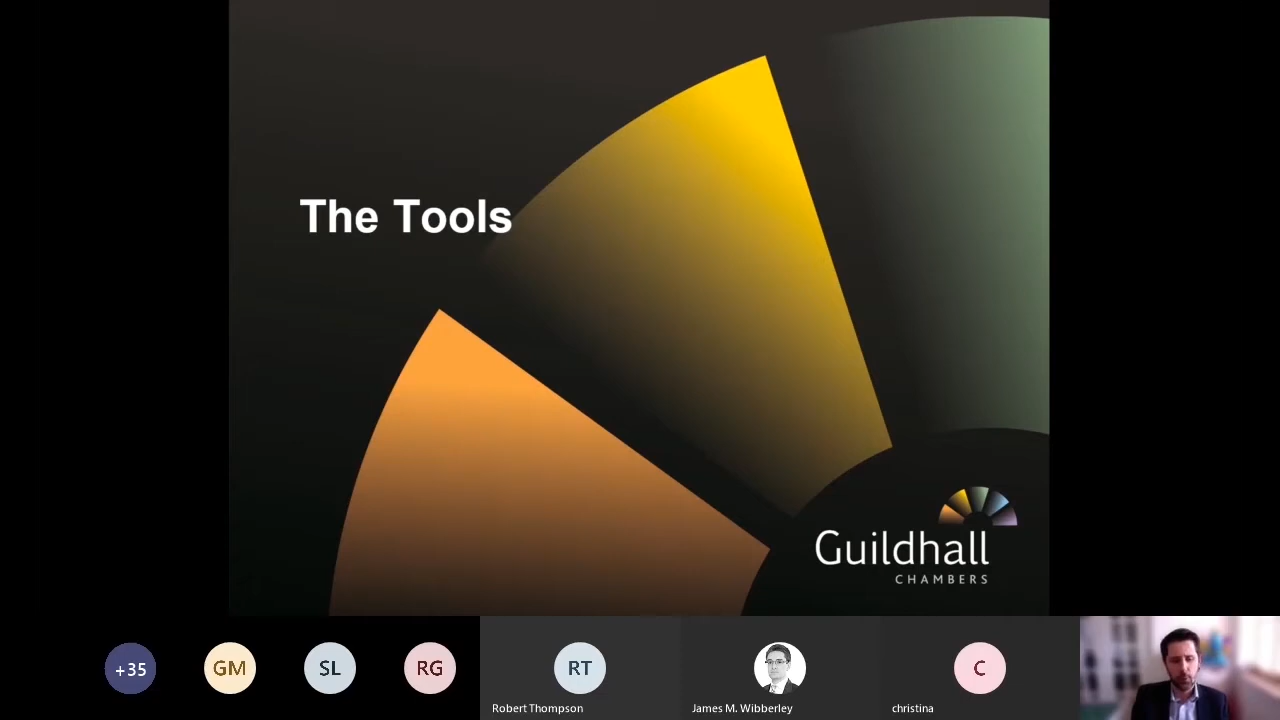 The Tools
Guildhall
CHAMBERS
+35
GM
SL
RG
RT
C
Robert Thompson
James M. Wibberley
christina